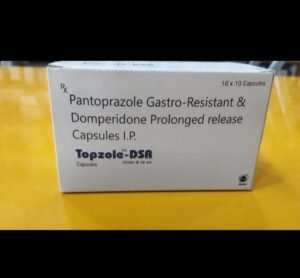 Rx
10 x 10 Capsules
Pantoprazole Gastro-Resistant &
Domperidone Prolonged release
Capsules I.P.
Topzole-DSR
Capsules